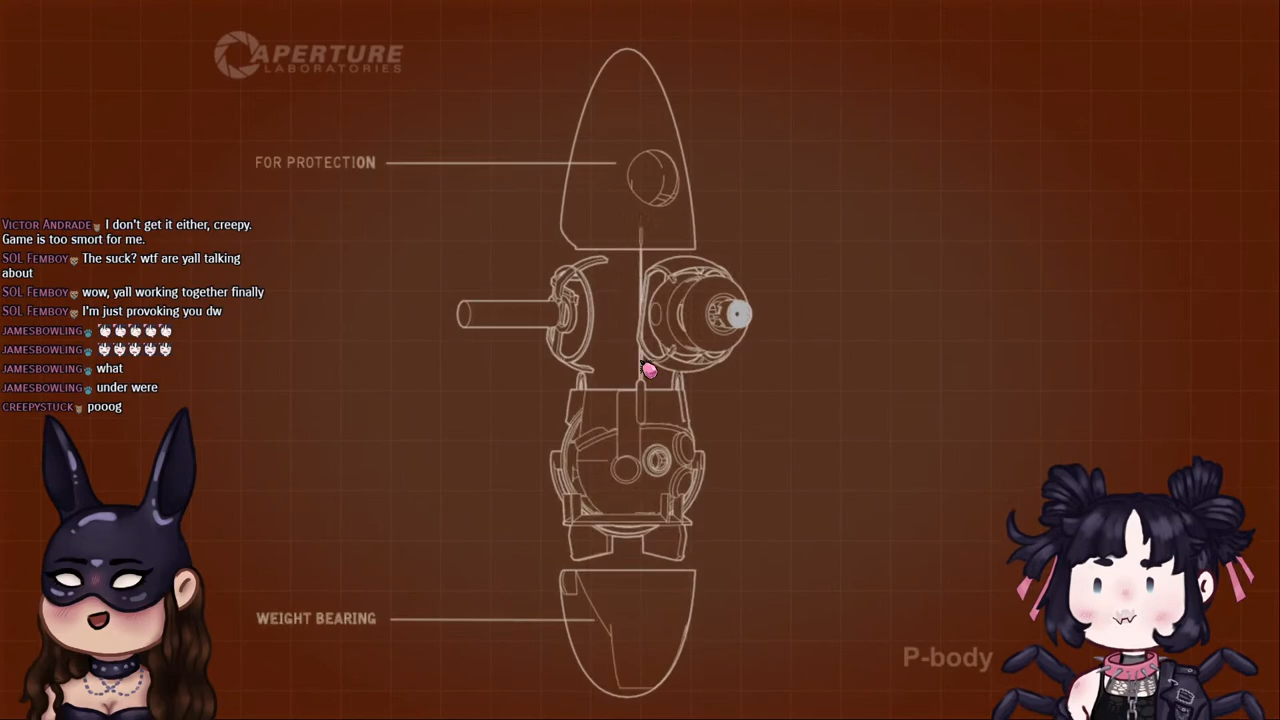 APERTURE
LABORATORIES
FOR PROTECTION
VICTOR ANDRADE I don't get it either, creepy.
Game is too smort for me.
SOL FEMBOY The suck? wtf are yall talking
about
SOL FEMBOY wow, yall working together finally
SOL FEMBOY I'm just provoking you dw
JAMESBOWLING
JAMESBOWLING
JAMESBOWLING what
JAMESBOWLING under were
CREEPYSTUCK pooog
WEIGHT BEARING
P-body